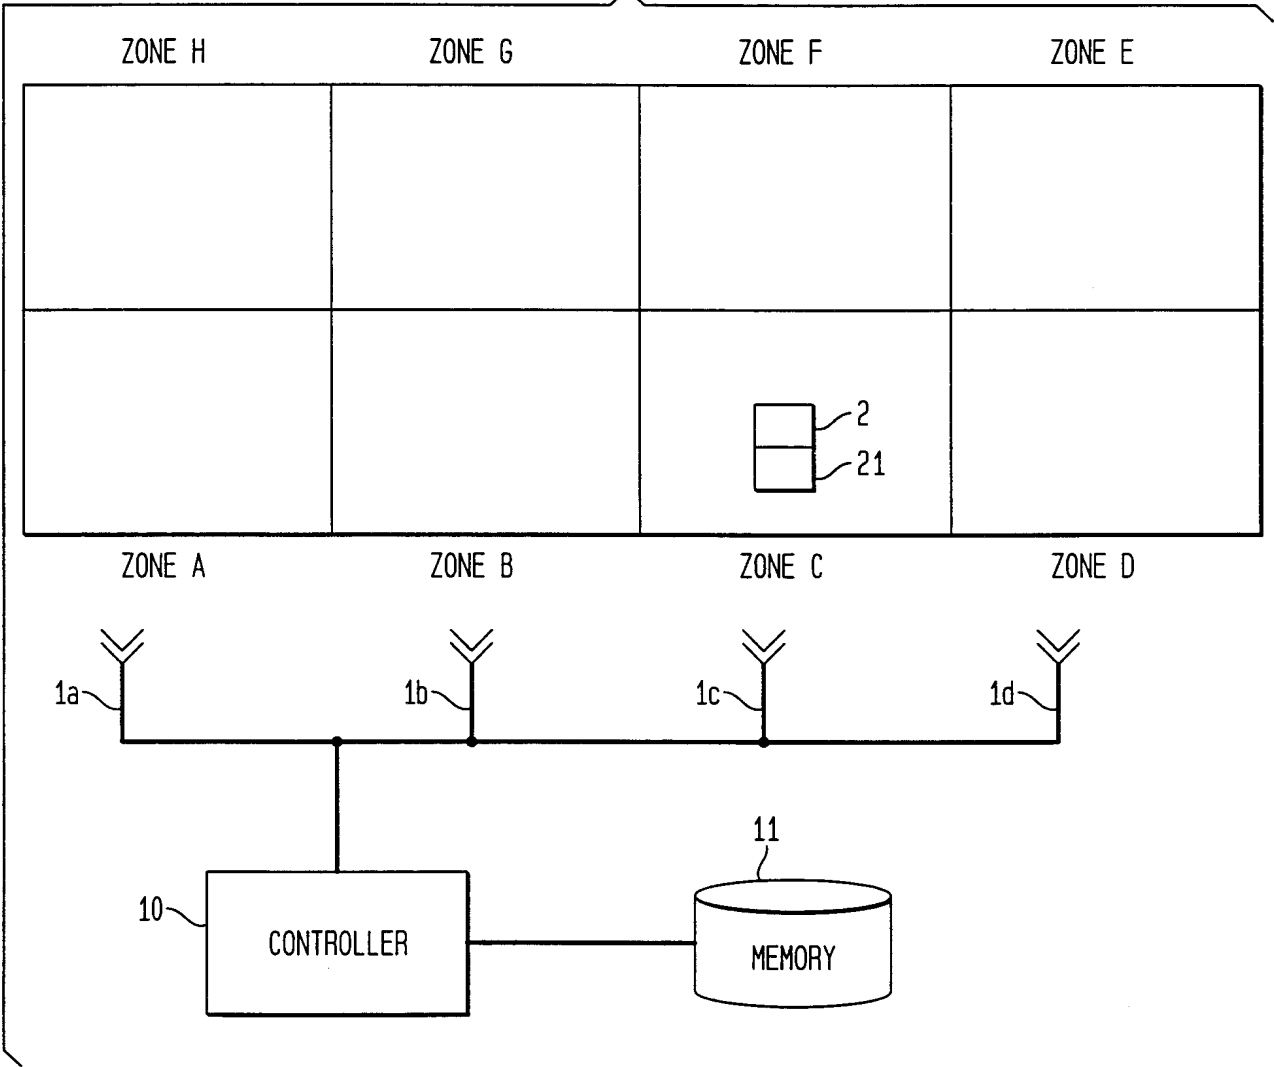 ZONE H ZONE G ZONE F ZONE E
2
21
ZONE A ZONE B ZONE C ZONE D
1a 1b 1c 1d
11
10
CONTROLLER
MEMORY